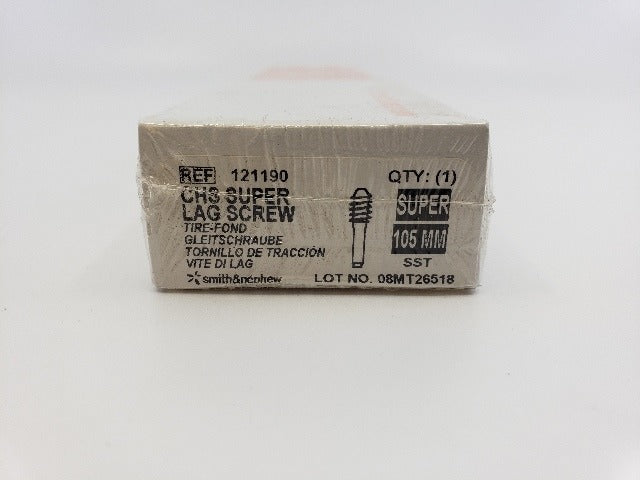 REF 121190 QTY: (1)
CHS SUPER
LAG SCREW
TIRE-FOND
GLEITSCHRAUBE
TORNILLO DE TRACCIÓN
VITE DI LAG
SUPER
105 MM
SST
smith&nephew LOT NO. 08MT26518